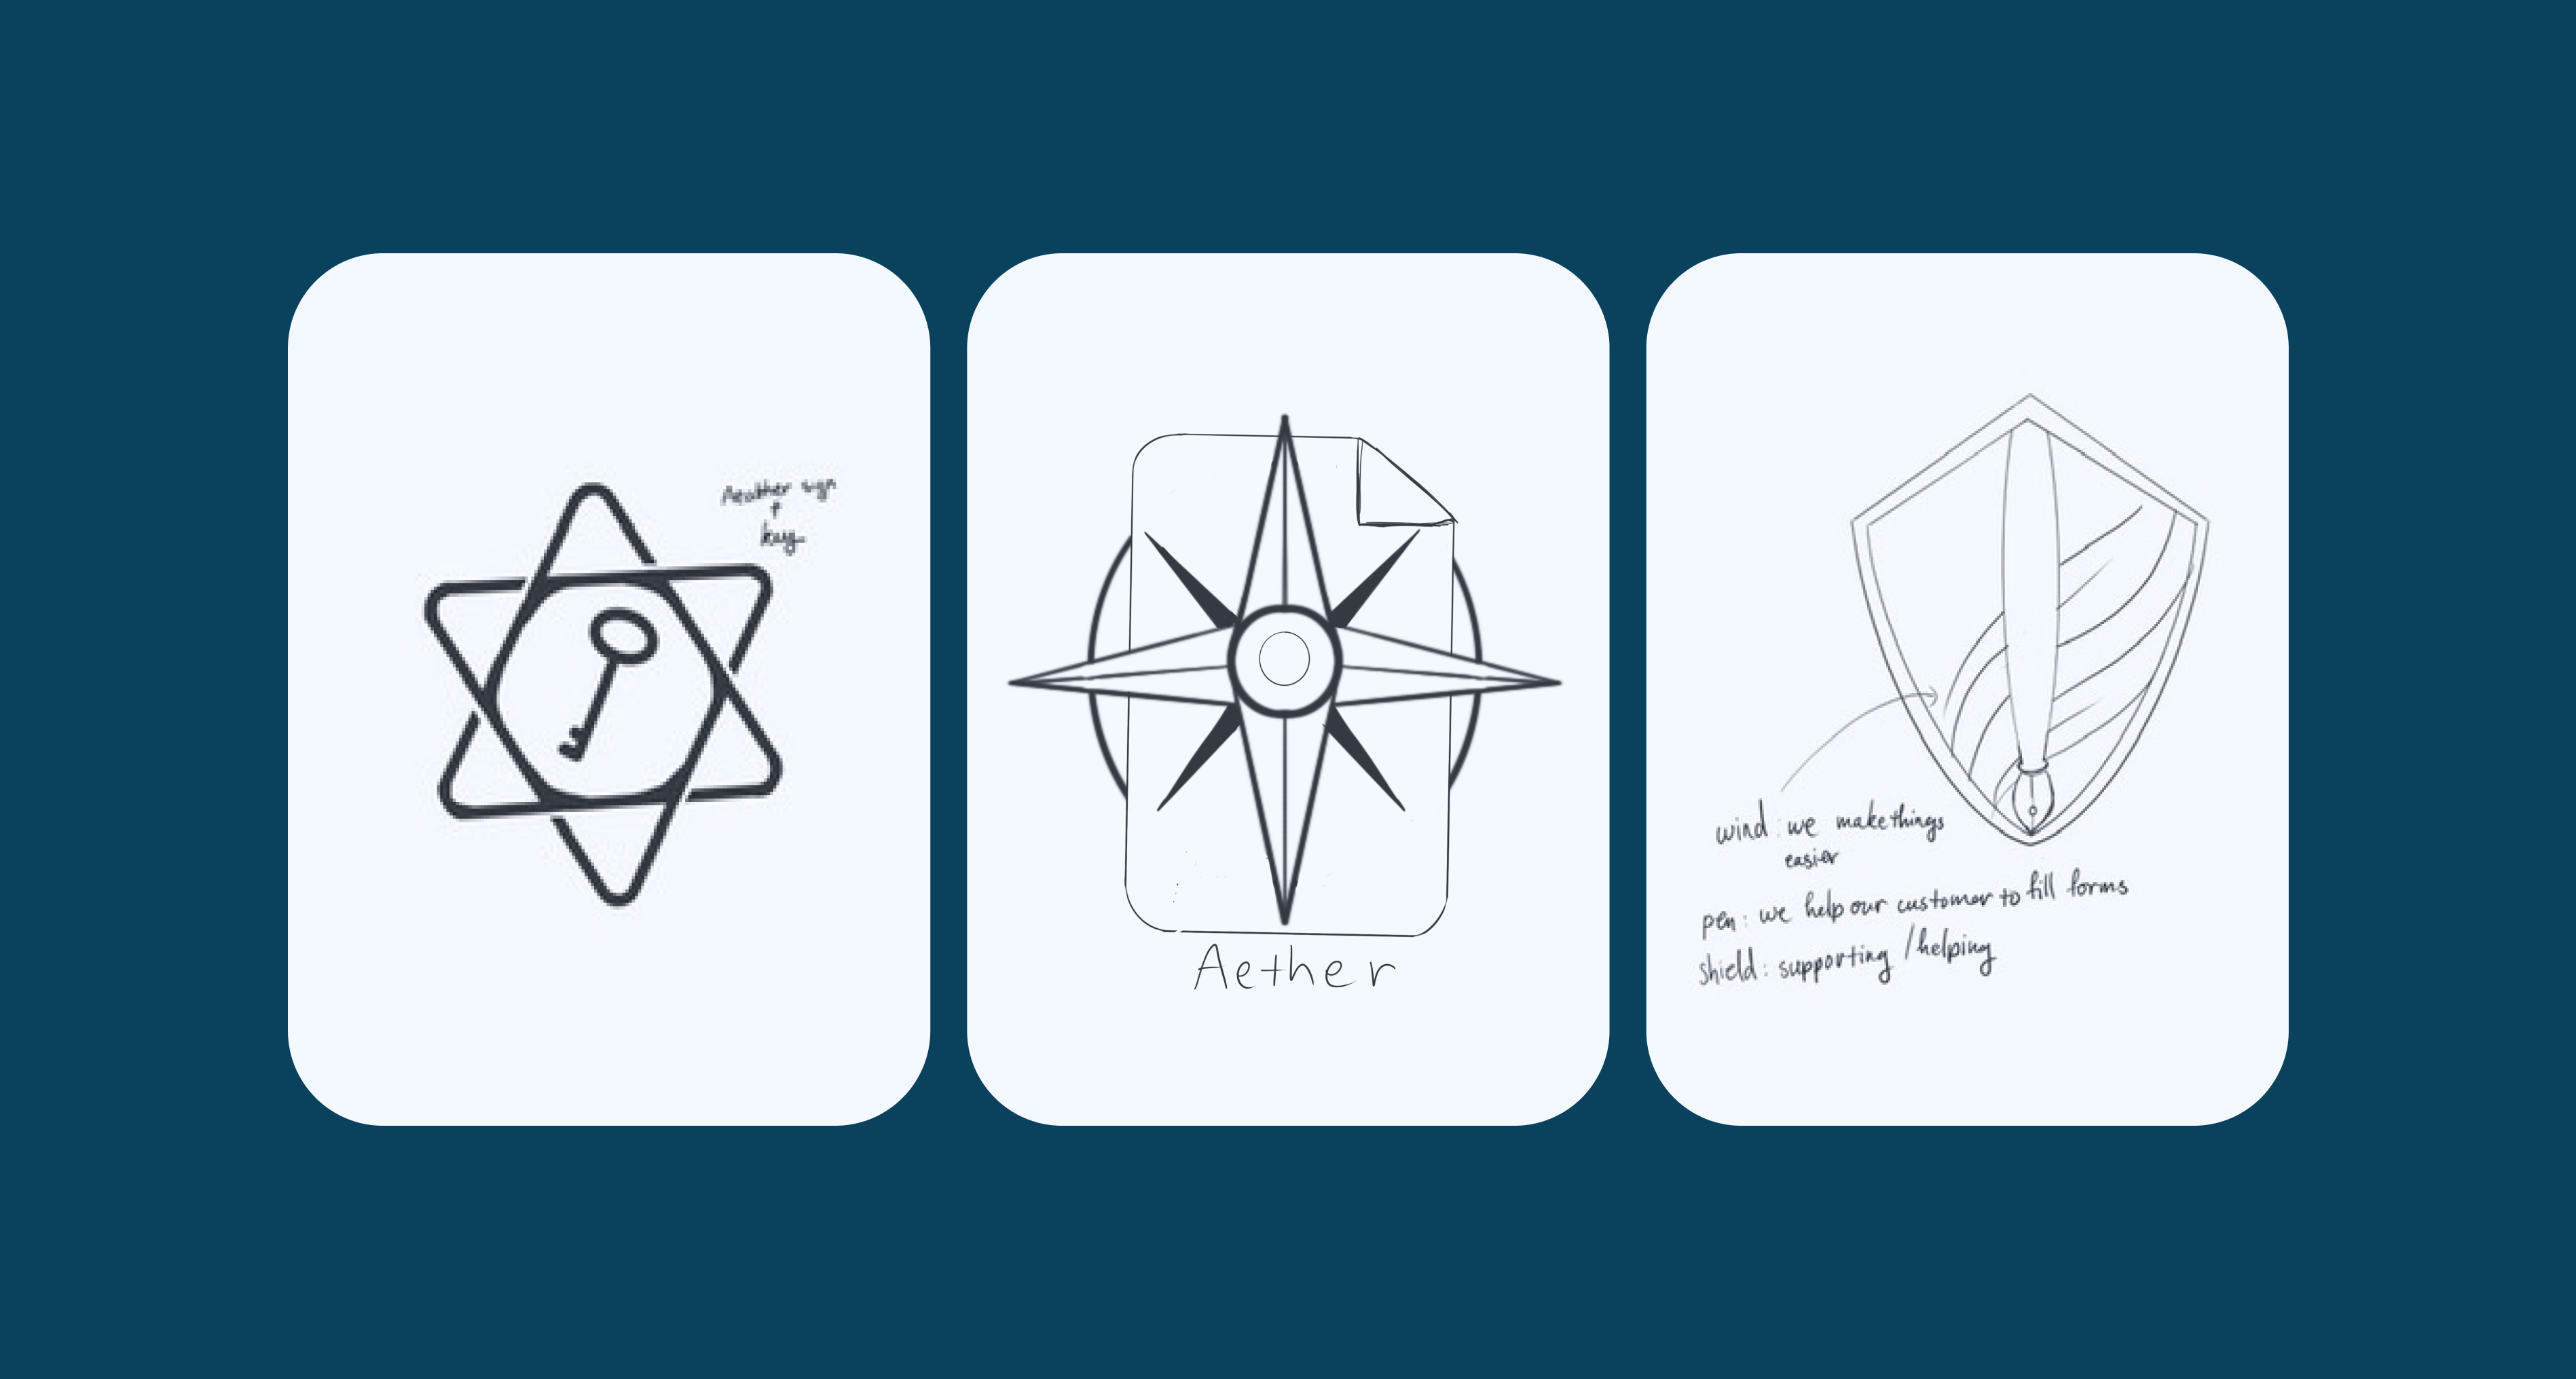 Aether sign
+
key
Aether
wind : we make things
easier
pen : we help our customer to fill forms
shield : supporting / helping